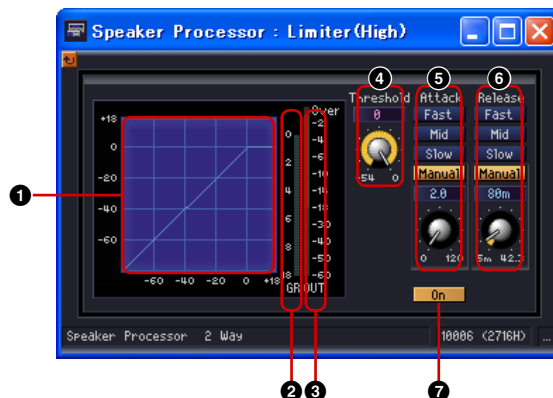 Speaker Processor : Limiter(High)
4 5 6
Threshold Attack Release
0 Fast Fast
Mid Mid
Slow Slow
Manual Manual
-54 0 2.0 80m
0 120 5m 42.3
On
+18
0
-20
-40
-60
-60 -40 -20 0 +18
0
2
4
6
8
18
GR
Over
-2
-4
-6
-10
-14
-18
-30
-40
-50
-60
OUT
1
Speaker Processor 2 Way 10006 (2716H) ...
2 3 7